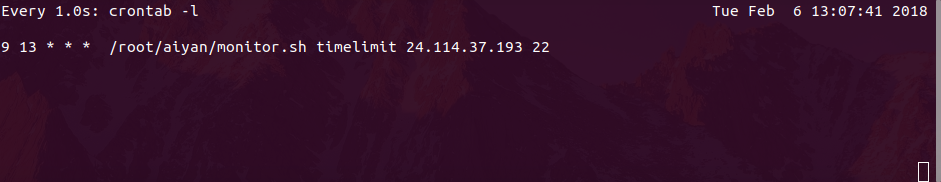 Every 1.0s: crontab -l Tue Feb  6 13:07:41 2018
9 13 * * *  /root/aiyan/monitor.sh timelimit 24.114.37.193 22